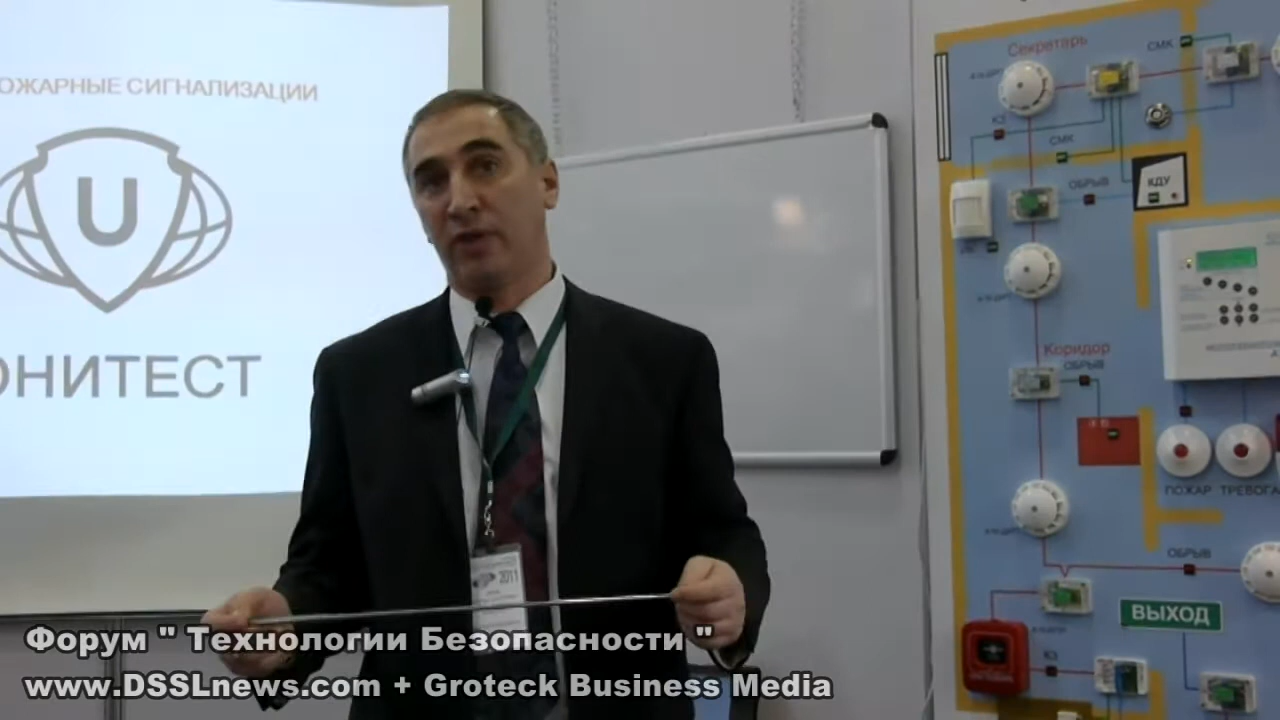 ОЖАРНЫЕ СИГНАЛИЗАЦИИ
U
ОНИТЕСТ
2011
Секретарь
СМК
КЗ
СМК
ОБРЫВ
КДУ
Коридор
ОБРЫВ
ПОЖАР ТРЕВОГА
ОБРЫВ
ВЫХОД
КЗ
Форум " Технологии Безопасности "
www.DSSLnews.com + Groteck Business Media